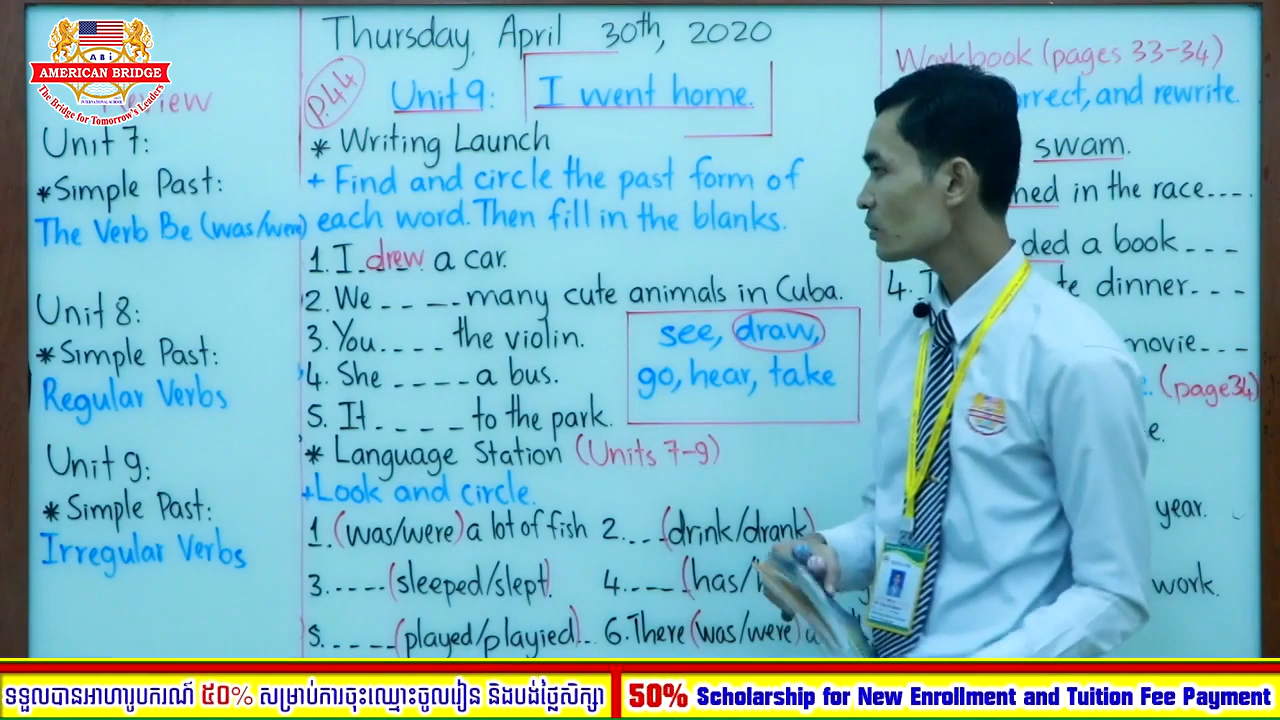 ABi
AMERICAN BRIDGE
INTERNATIONAL SCHOOL
The Bridge for Tomorrow's Leaders
Thursday, April 30th, 2020
P.44
Unit 9: I went home.
Unit 7:
*Simple Past:
The Verb Be (was/were)
Unit 8:
*Simple Past:
Regular Verbs
Unit 9:
*Simple Past:
Irregular Verbs
* Writing Launch
+ Find and circle the past form of
each word. Then fill in the blanks.
1. I drew a car.
2. We _ _ _ _ many cute animals in Cuba.
3. You _ _ _ _ the violin.
4. She _ _ _ _ a bus.
5. It _ _ _ _ to the park.
see, draw,
go, hear, take
* Language Station (Units 7-9)
+Look and circle.
1. (was/were) a lot of fish 2. _ _ _ (drink/drank)
3. _ _ _ _ _ (sleeped/slept). 4. _ _ _ (has/
5. _ _ _ _ _ (played/playied). 6. There (was/were) a
Workbook (pages 33-34)
and rewrite.
swam.
in the race _ _ _.
a book _ _ _
4. dinner _ _ _
movie _ _ _
(page 34)
year.
work.
ទទួលបានអាហារូបករណ៍ ៥០% សម្រាប់ការចុះឈ្មោះចូលរៀន និងបង់ថ្លៃសិក្សា
50% Scholarship for New Enrollment and Tuition Fee Payment